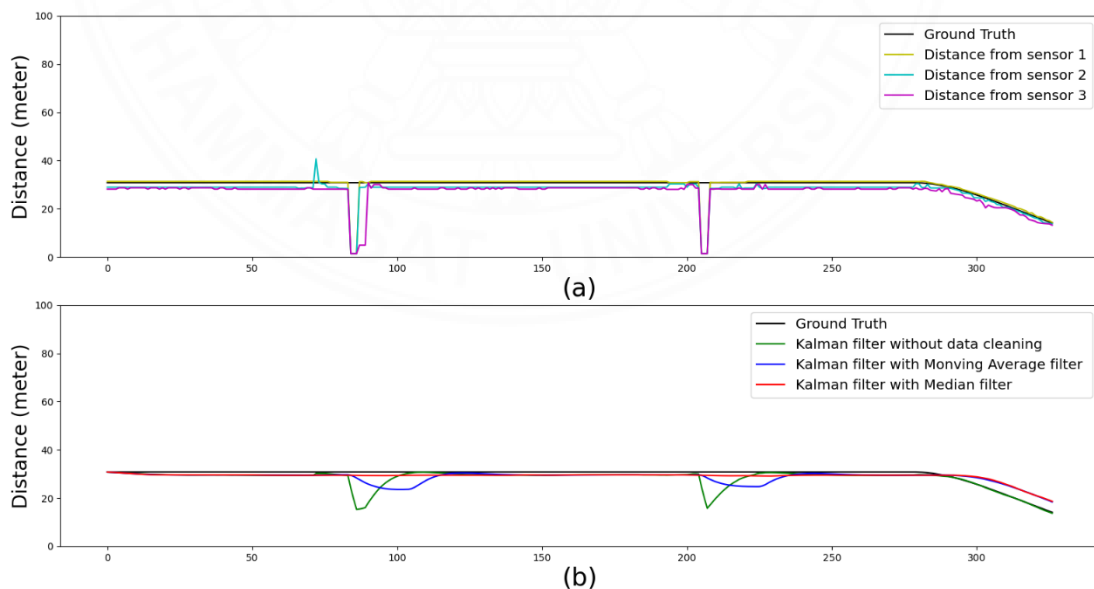 100
80
60
40
20
0
Distance (meter)
Ground Truth
Distance from sensor 1
Distance from sensor 2
Distance from sensor 3
0 50 100 150 200 250 300
(a)
100
80
60
40
20
0
Distance (meter)
Ground Truth
Kalman filter without data cleaning
Kalman filter with Monving Average filter
Kalman filter with Median filter
0 50 100 150 200 250 300
(b)